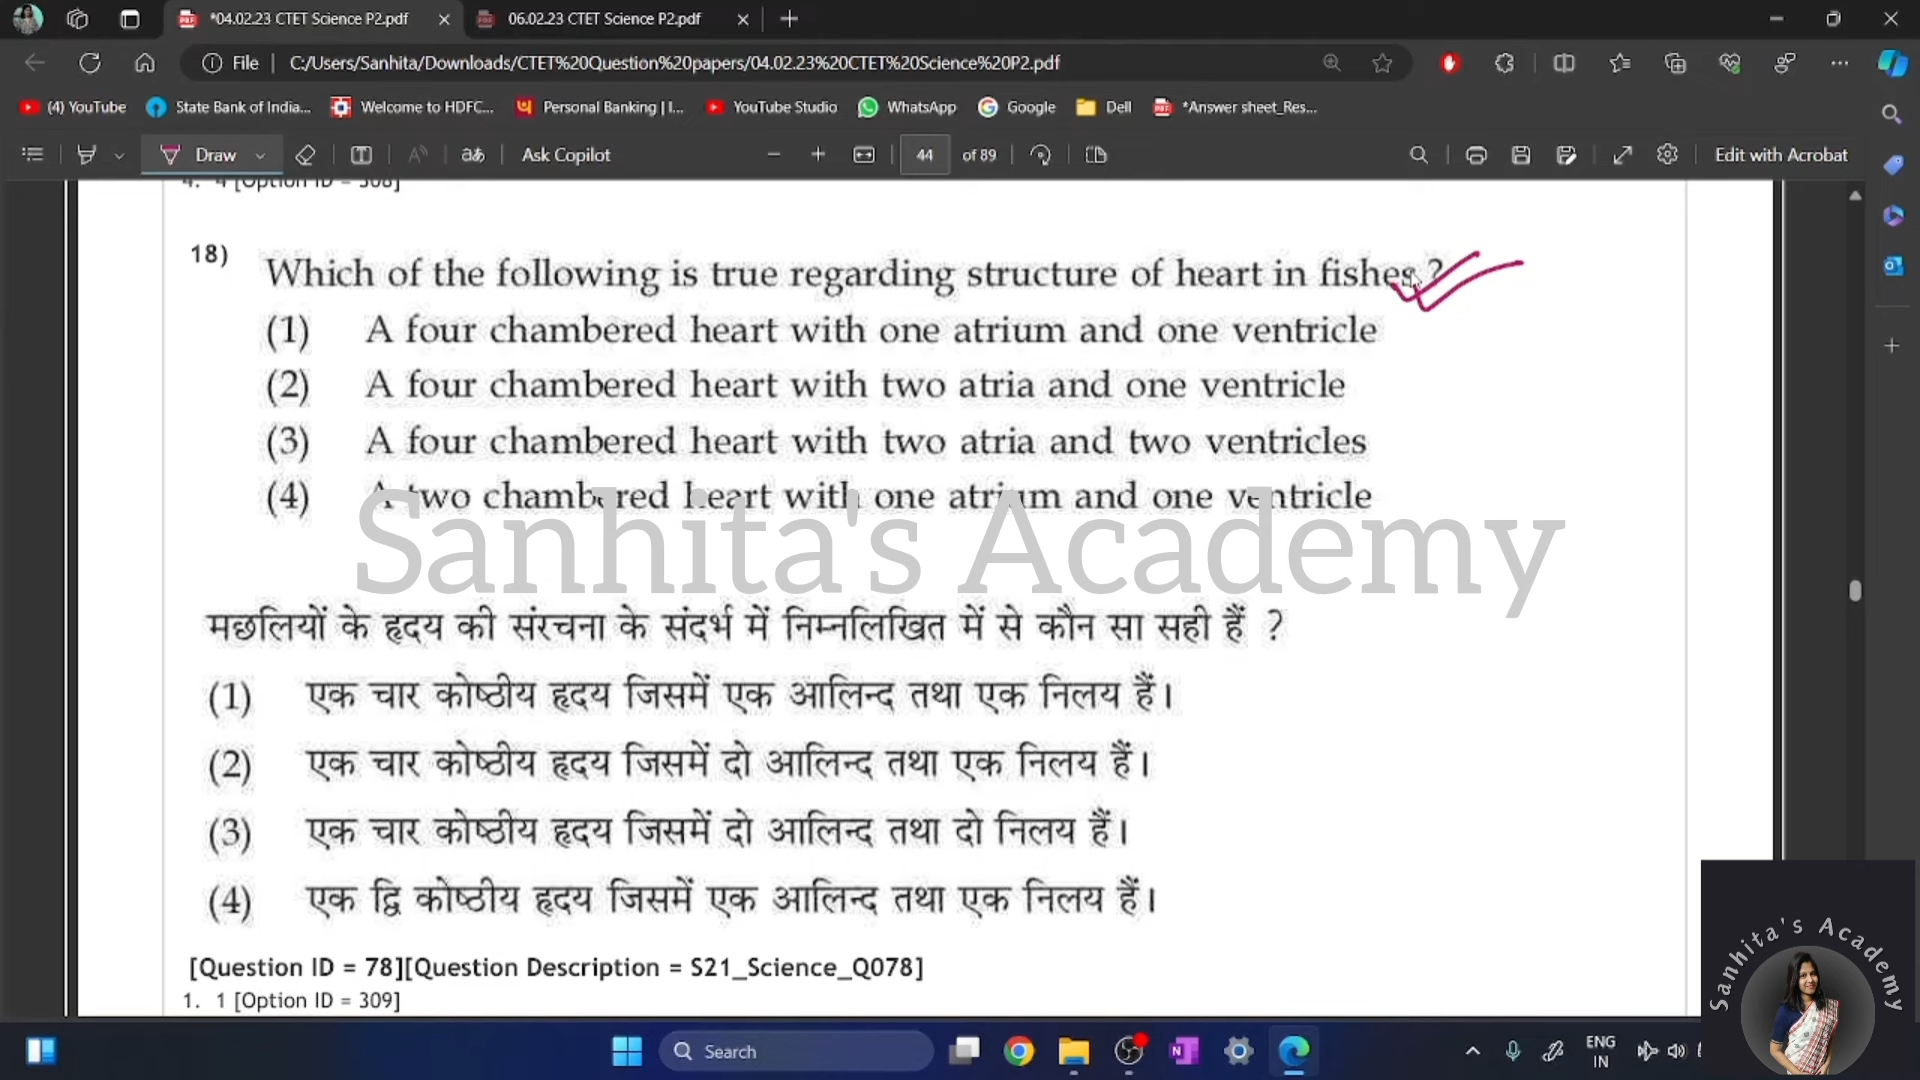 *04.02.23 CTET Science P2.pdf
06.02.23 CTET Science P2.pdf
File
C:/Users/Sanhita/Downloads/CTET%20Question%20papers/04.02.23%20CTET%20Science%20P2.pdf
(4) YouTube
State Bank of India...
Welcome to HDFC...
Personal Banking | I...
YouTube Studio
WhatsApp
Google
Dell
*Answer sheet_Res...
Draw
Ask Copilot
44
of 89
Edit with Acrobat
4. 4 [Option ID = 308]
18)
Which of the following is true regarding structure of heart in fishes ?
(1) A four chambered heart with one atrium and one ventricle
(2) A four chambered heart with two atria and one ventricle
(3) A four chambered heart with two atria and two ventricles
(4) A two chambered heart with one atrium and one ventricle
Sanhita's Academy
मछलियों के हृदय की संरचना के संदर्भ में निम्नलिखित में से कौन सा सही हैं ?
(1) एक चार कोष्ठीय हृदय जिसमें एक आलिन्द तथा एक निलय हैं।
(2) एक चार कोष्ठीय हृदय जिसमें दो आलिन्द तथा एक निलय हैं।
(3) एक चार कोष्ठीय हृदय जिसमें दो आलिन्द तथा दो निलय हैं।
(4) एक द्वि कोष्ठीय हृदय जिसमें एक आलिन्द तथा एक निलय हैं।
[Question ID = 78][Question Description = S21_Science_Q078]
1. 1 [Option ID = 309]
Sanhita's Academy
Search
ENG
IN